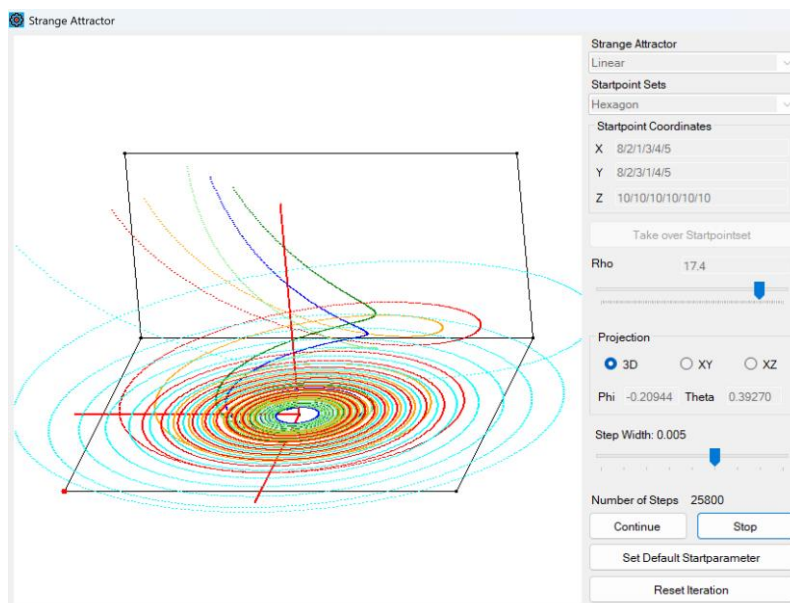 Strange Attractor
Strange Attractor
Linear
Startpoint Sets
Hexagon
Startpoint Coordinates
X 8/2/1/3/4/5
Y 8/2/3/1/4/5
Z 10/10/10/10/10/10
Take over Startpointset
Rho 17.4
Projection
3D XY XZ
Phi -0.20944 Theta 0.39270
Step Width: 0.005
Number of Steps 25800
Continue Stop
Set Default Startparameter
Reset Iteration